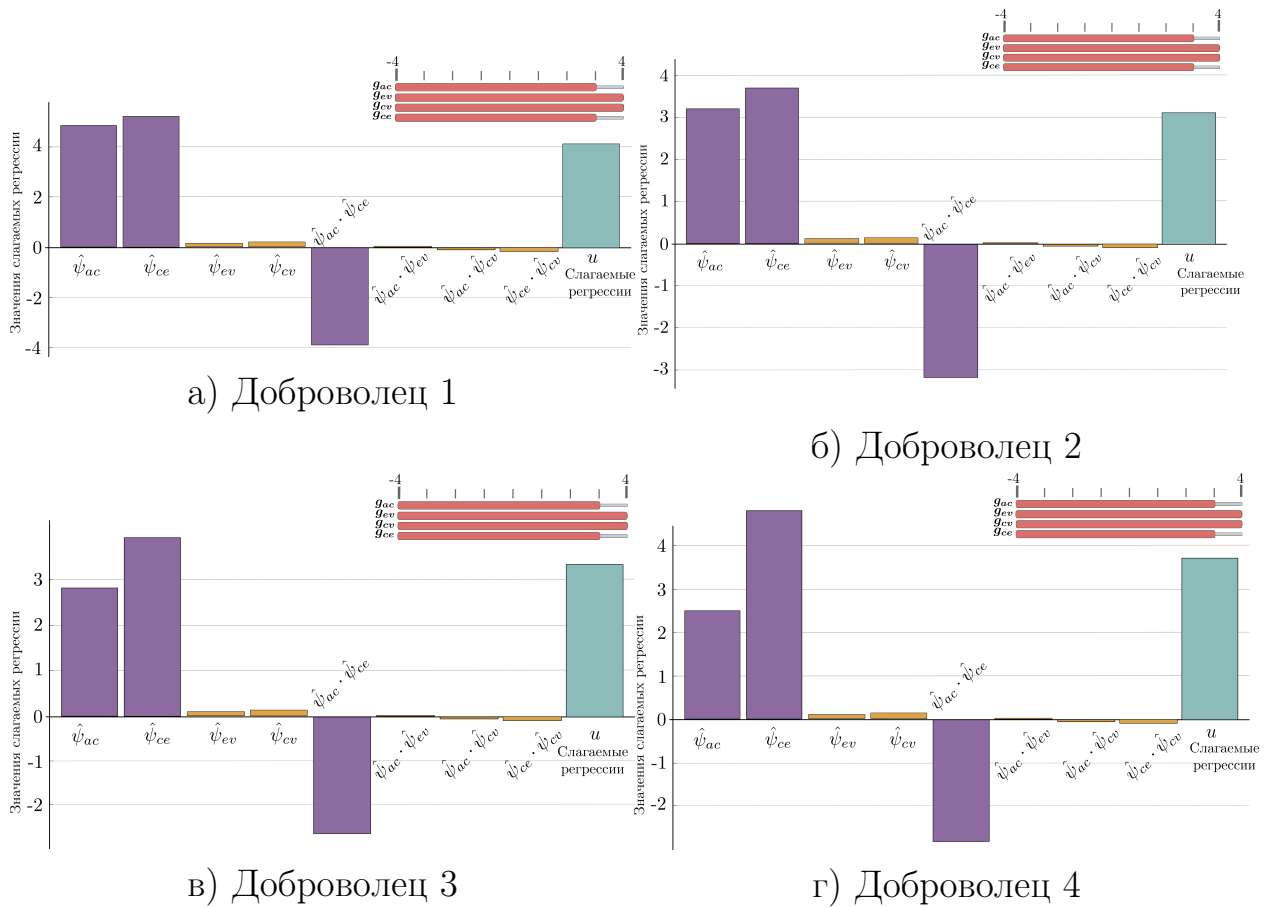 -4 4
g_ac
g_ev
g_cv
g_ce
Значения слагаемых регрессии
4
2
0
-2
-4
ψ̂_ac ψ̂_ce ψ̂_ev ψ̂_cv ψ̂_ac · ψ̂_ce ψ̂_ac · ψ̂_ev ψ̂_ac · ψ̂_cv ψ̂_ce · ψ̂_cv u
Слагаемые
регрессии
а) Доброволец 1
-4 4
g_ac
g_ev
g_cv
g_ce
Значения слагаемых регрессии
4
3
2
1
0
-1
-2
-3
ψ̂_ac ψ̂_ce ψ̂_ev ψ̂_cv ψ̂_ac · ψ̂_ce ψ̂_ac · ψ̂_ev ψ̂_ac · ψ̂_cv ψ̂_ce · ψ̂_cv u
Слагаемые
регрессии
б) Доброволец 2
-4 4
g_ac
g_ev
g_cv
g_ce
Значения слагаемых регрессии
3
2
1
0
-1
-2
ψ̂_ac ψ̂_ce ψ̂_ev ψ̂_cv ψ̂_ac · ψ̂_ce ψ̂_ac · ψ̂_ev ψ̂_ac · ψ̂_cv ψ̂_ce · ψ̂_cv u
Слагаемые
регрессии
в) Доброволец 3
-4 4
g_ac
g_ev
g_cv
g_ce
Значения слагаемых регрессии
4
3
2
1
0
-1
-2
ψ̂_ac ψ̂_ce ψ̂_ev ψ̂_cv ψ̂_ac · ψ̂_ce ψ̂_ac · ψ̂_ev ψ̂_ac · ψ̂_cv ψ̂_ce · ψ̂_cv u
Слагаемые
регрессии
г) Доброволец 4